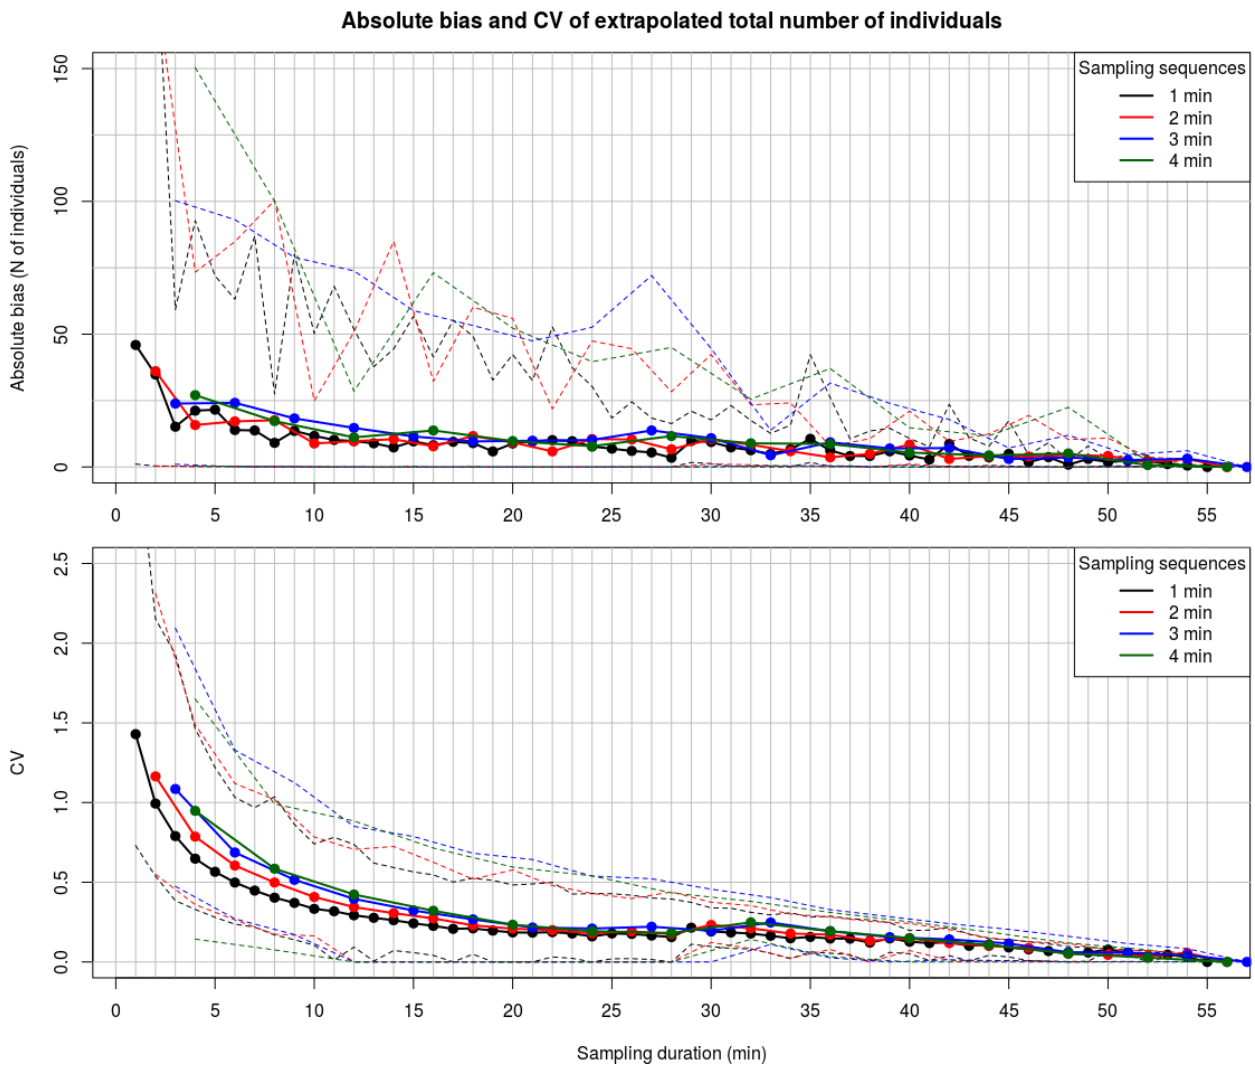 Absolute bias and CV of extrapolated total number of individuals
Absolute bias (N of individuals)
150
100
50
0
Sampling sequences
1 min
2 min
3 min
4 min
0 5 10 15 20 25 30 35 40 45 50 55
CV
2.5
2.0
1.5
1.0
0.5
0.0
Sampling sequences
1 min
2 min
3 min
4 min
0 5 10 15 20 25 30 35 40 45 50 55
Sampling duration (min)